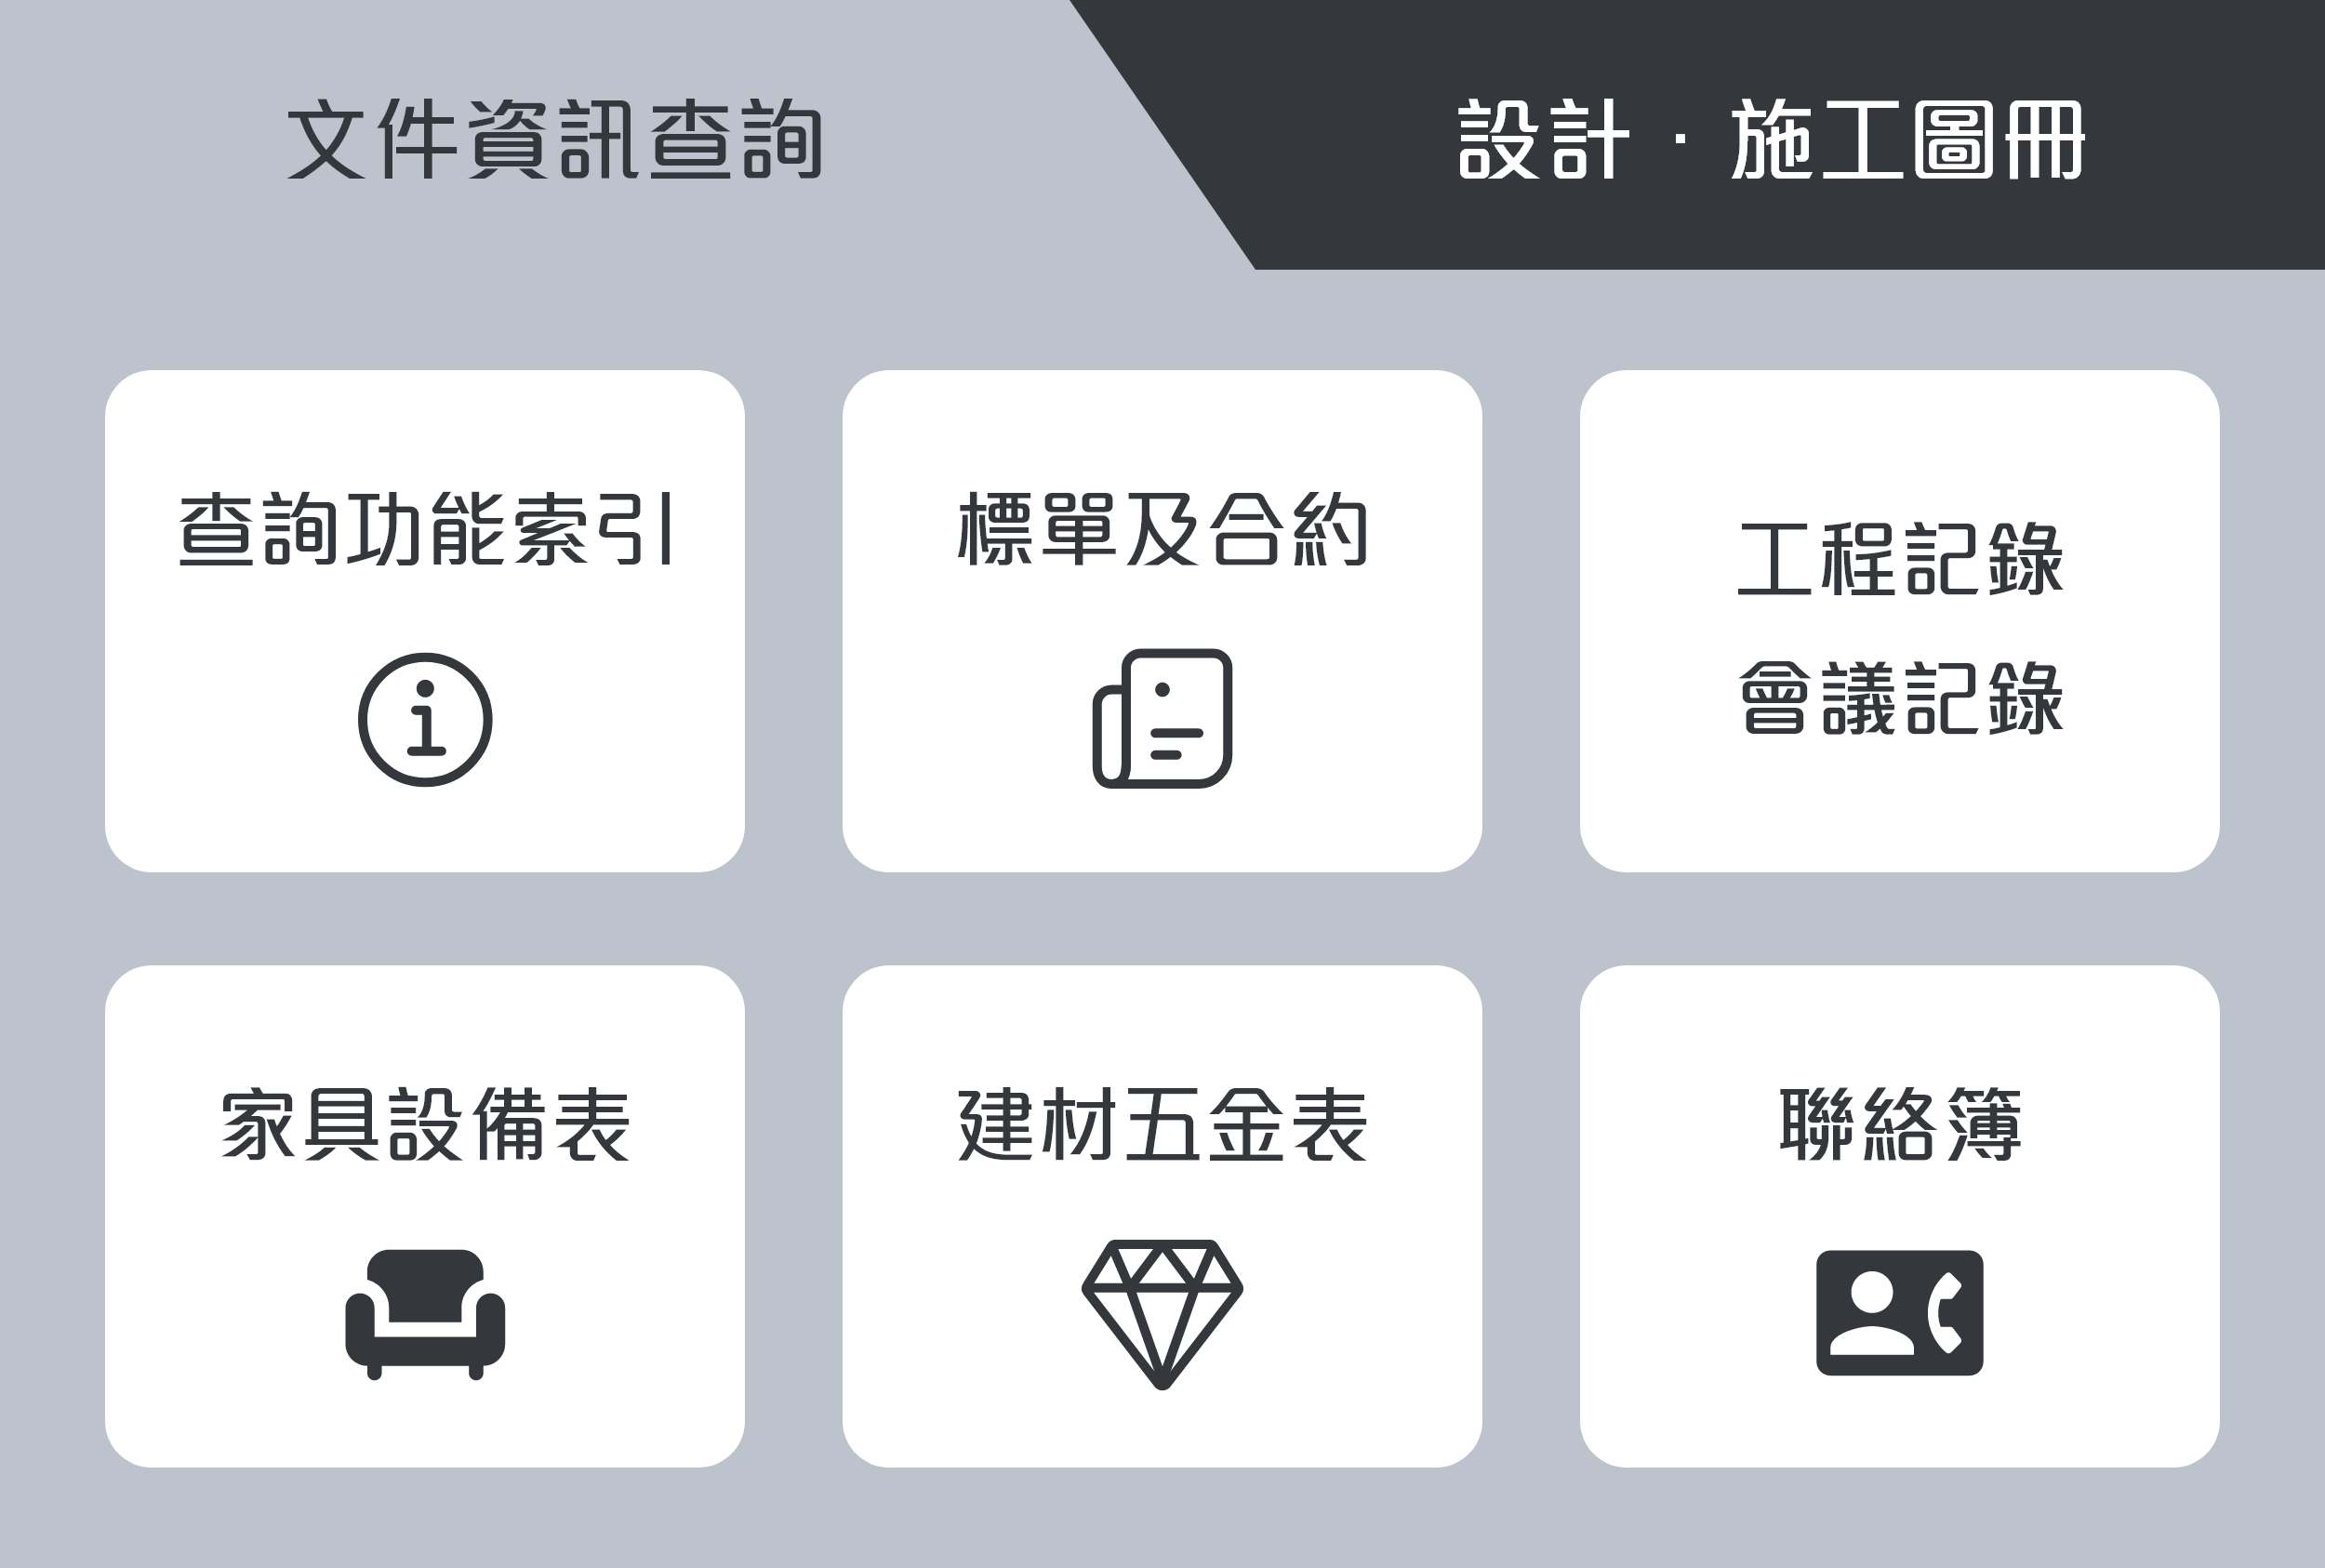 文件資訊查詢
設計 · 施工圖冊
查詢功能索引
標單及合約
工程記錄
會議記錄
家具設備表
建材五金表
聯絡簿